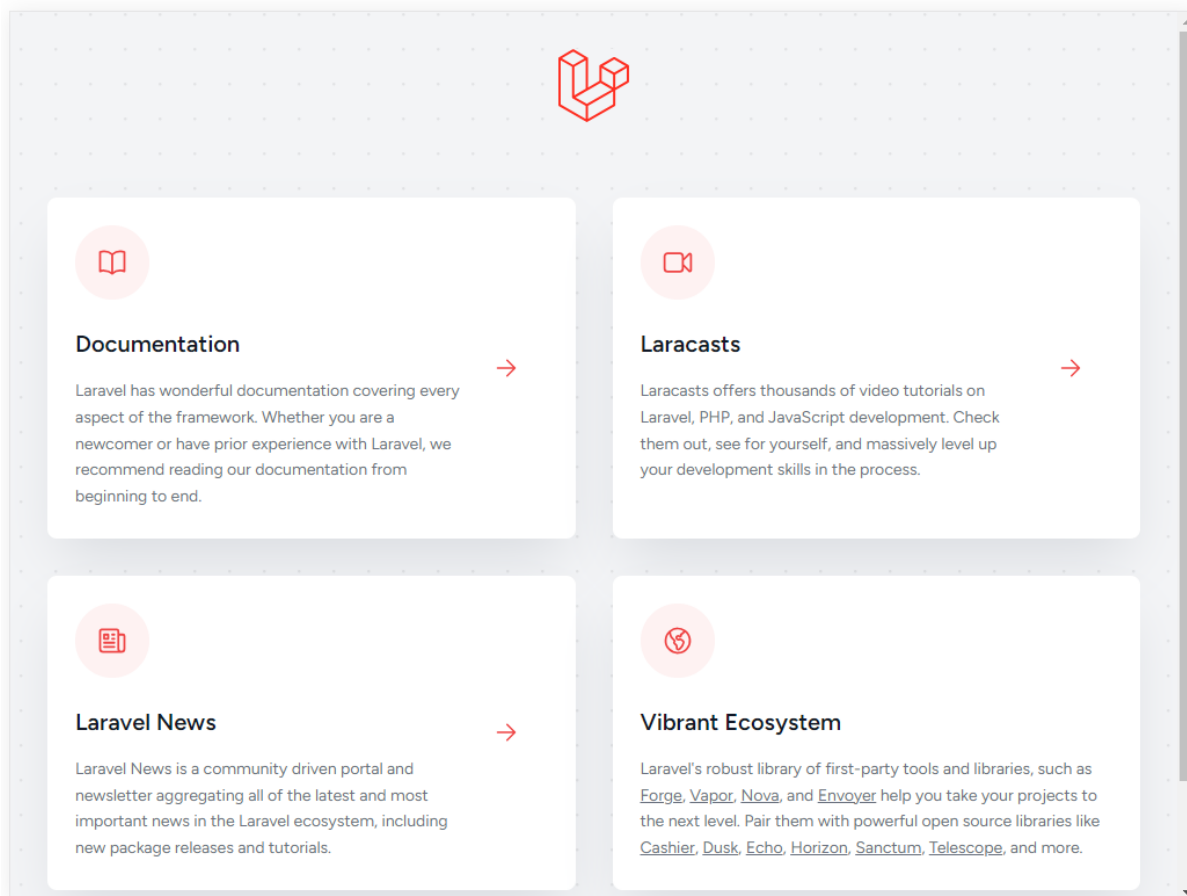 Documentation
Laravel has wonderful documentation covering every
aspect of the framework. Whether you are a
newcomer or have prior experience with Laravel, we
recommend reading our documentation from
beginning to end.
Laracasts
Laracasts offers thousands of video tutorials on
Laravel, PHP, and JavaScript development. Check
them out, see for yourself, and massively level up
your development skills in the process.
Laravel News
Laravel News is a community driven portal and
newsletter aggregating all of the latest and most
important news in the Laravel ecosystem, including
new package releases and tutorials.
Vibrant Ecosystem
Laravel's robust library of first-party tools and libraries, such as
Forge, Vapor, Nova, and Envoyer help you take your projects to
the next level. Pair them with powerful open source libraries like
Cashier, Dusk, Echo, Horizon, Sanctum, Telescope, and more.